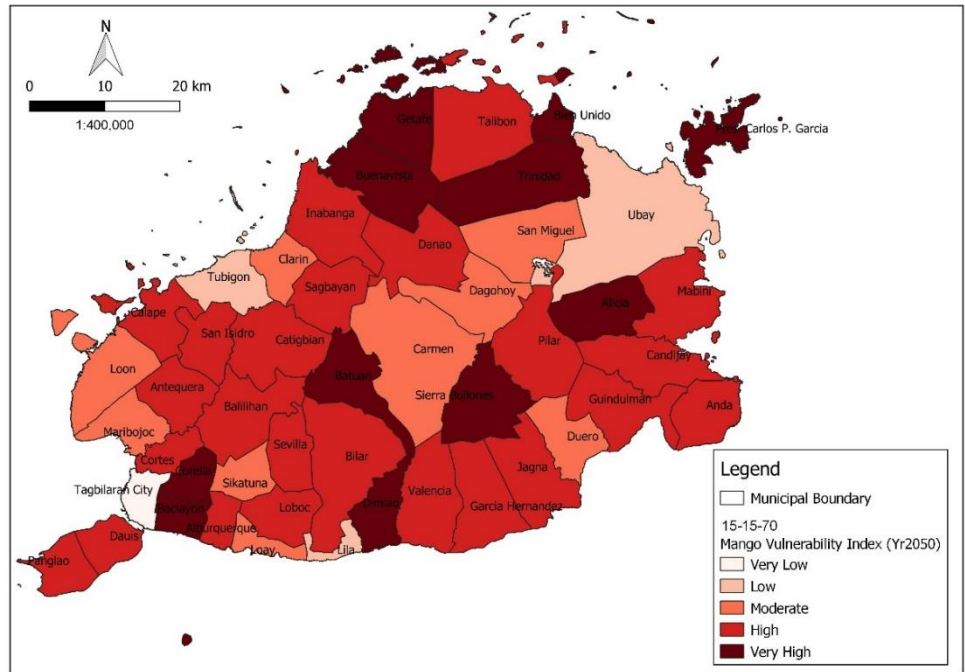 N
0 10 20 km
1:400,000
Getafe
Talibon
Bien Unido
Pres. Carlos P. Garcia
Buenavista
Trinidad
Inabanga
Ubay
San Miguel
Danao
Clarin
Tubigon
Dagohoy
Sagbayan
Mabini
Alicia
Calape
San Isidro
Catigbian
Pilar
Carmen
Candijay
Loon
Batuan
Antequera
Sierra Bullones
Guindulman
Anda
Balilihan
Maribojoc
Duero
Sevilla
Bilar
Cortes
Jagna
Corella
Sikatuna
Tagbilaran City
Valencia
Garcia Hernandez
Loboc
Dimiao
Baclayon
Alburquerque
Dauis
Loay
Lila
Panglao
Legend
Municipal Boundary
15-15-70
Mango Vulnerability Index (Yr2050)
Very Low
Low
Moderate
High
Very High